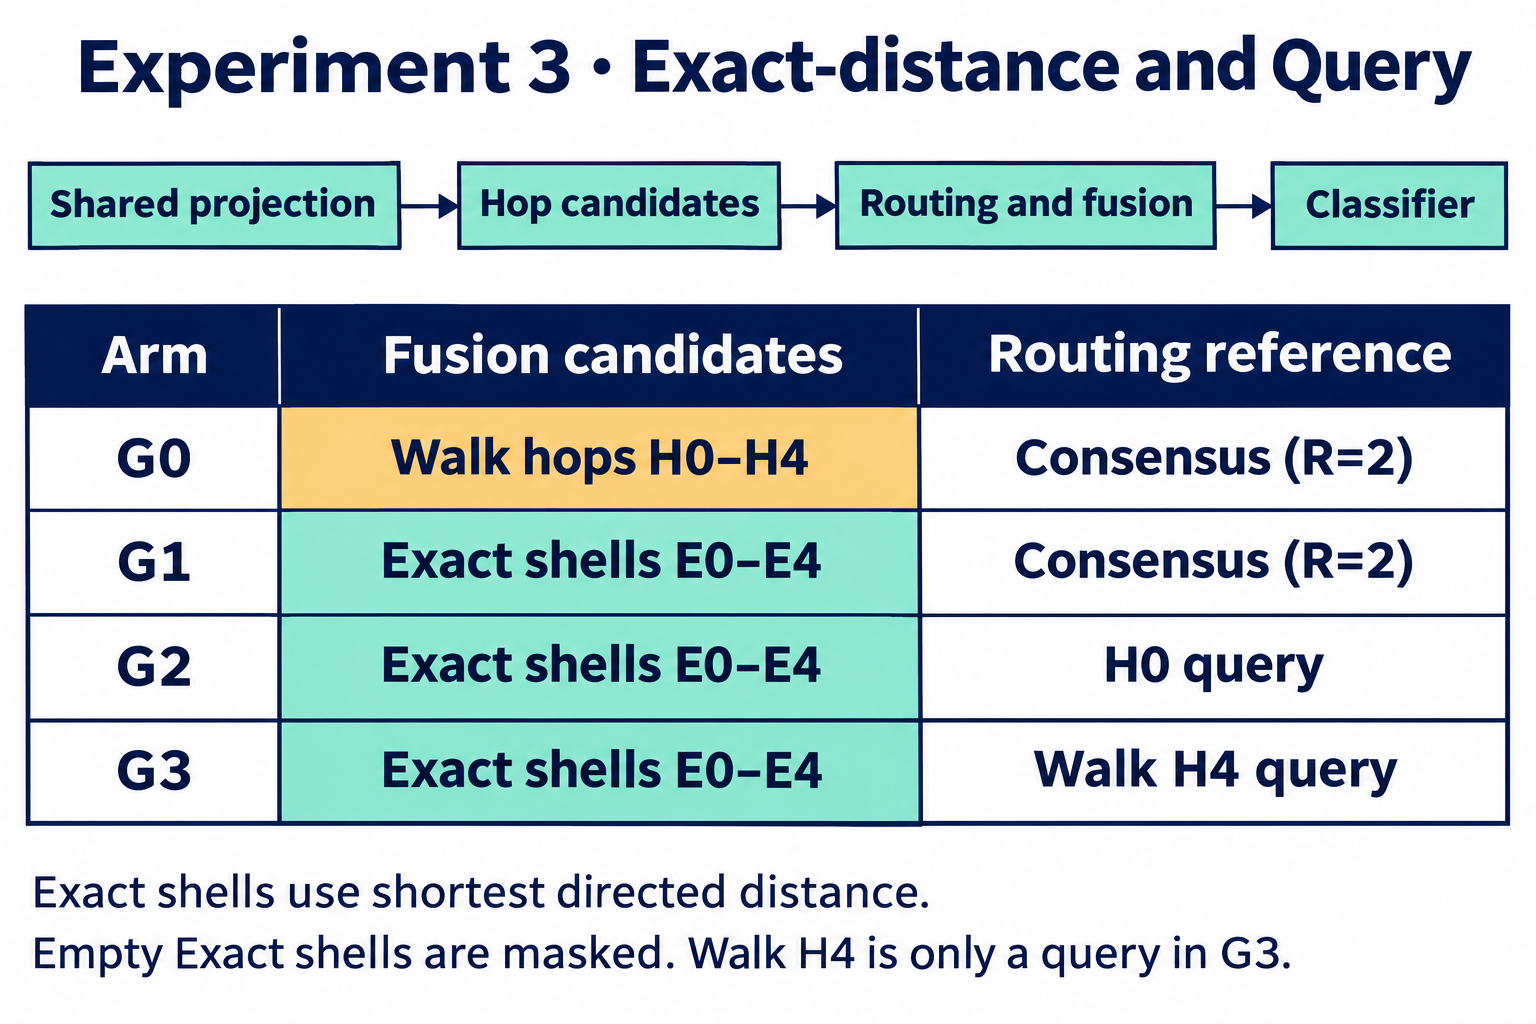 Experiment 3 • Exact-distance and Query
Shared projection
Hop candidates
Routing and fusion
Classifier
Arm Fusion candidates Routing reference
G0 Walk hops H0–H4 Consensus (R=2)
G1 Exact shells E0–E4 Consensus (R=2)
G2 Exact shells E0–E4 H0 query
G3 Exact shells E0–E4 Walk H4 query
Exact shells use shortest directed distance.
Empty Exact shells are masked. Walk H4 is only a query in G3.